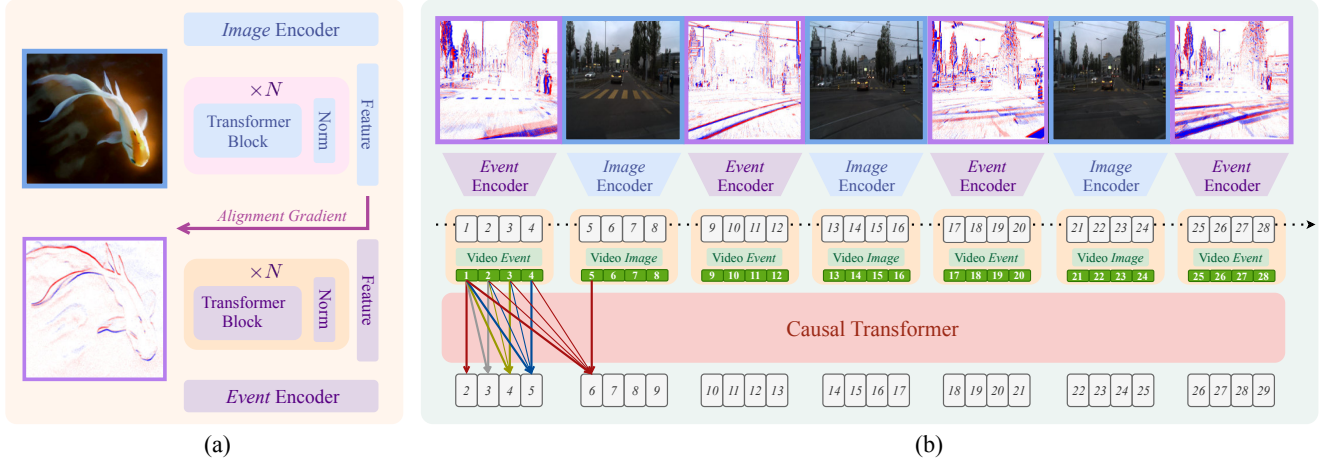 Image Encoder
×N
Transformer
Block
Norm
Feature
Alignment Gradient
×N
Transformer
Block
Norm
Feature
Event Encoder
(a)
Event Encoder
Image Encoder
Event Encoder
Image Encoder
Event Encoder
Image Encoder
Event Encoder
1 2 3 4 5 6 7 8 9 10 11 12 13 14 15 16 17 18 19 20 21 22 23 24 25 26 27 28
Video Event Video Image Video Event Video Image Video Event Video Image Video Event
1 2 3 4 5 6 7 8 9 10 11 12 13 14 15 16 17 18 19 20 21 22 23 24 25 26 27 28
Causal Transformer
2 3 4 5 6 7 8 9 10 11 12 13 14 15 16 17 18 19 20 21 22 23 24 25 26 27 28 29
(b)